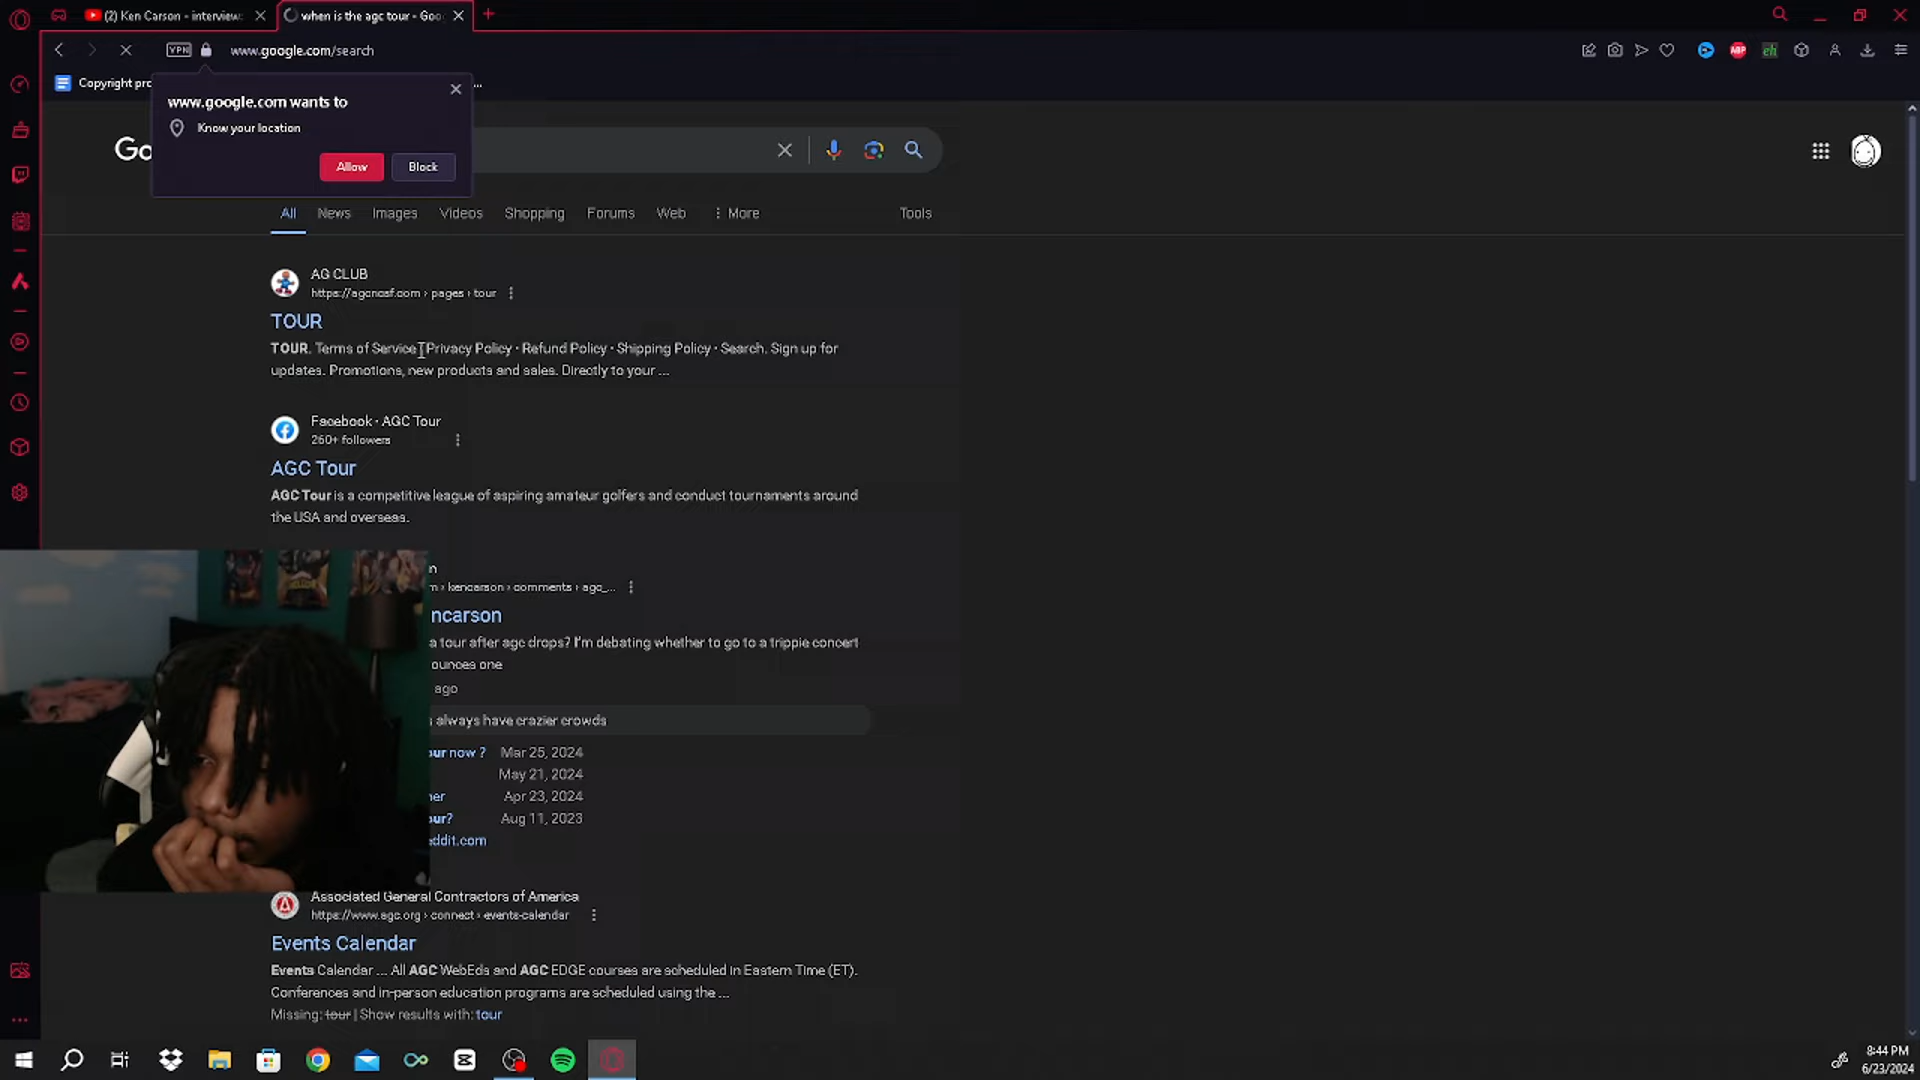 (2) Ken Carson - interview:
when is the agc tour - Goo
VPN
www.google.com/search
Copyright pro
...
www.google.com wants to
Know your location
Allow
Block
Go
All
News
Images
Videos
Shopping
Forums
Web
More
Tools
AG CLUB
https://agcnasf.com › pages › tour
TOUR
TOUR. Terms of Service · Privacy Policy · Refund Policy · Shipping Policy · Search. Sign up for
updates. Promotions, new products and sales. Directly to your ...
Facebook · AGC Tour
260+ followers
AGC Tour
AGC Tour is a competitive league of aspiring amateur golfers and conduct tournaments around
the USA and overseas.
n
m › kencarson › comments › agc_...
ncarson
a tour after agc drops? I'm debating whether to go to a trippie concert
ounces one
ago
always have crazier crowds
our now ? Mar 25, 2024
May 21, 2024
her Apr 23, 2024
our? Aug 11, 2023
eddit.com
Associated General Contractors of America
https://www.agc.org › connect › events-calendar
Events Calendar
Events Calendar ... All AGC WebEds and AGC EDGE courses are scheduled in Eastern Time (ET).
Conferences and in-person education programs are scheduled using the ...
Missing: tour | Show results with: tour
ABP
eh
8:44 PM
6/23/2024